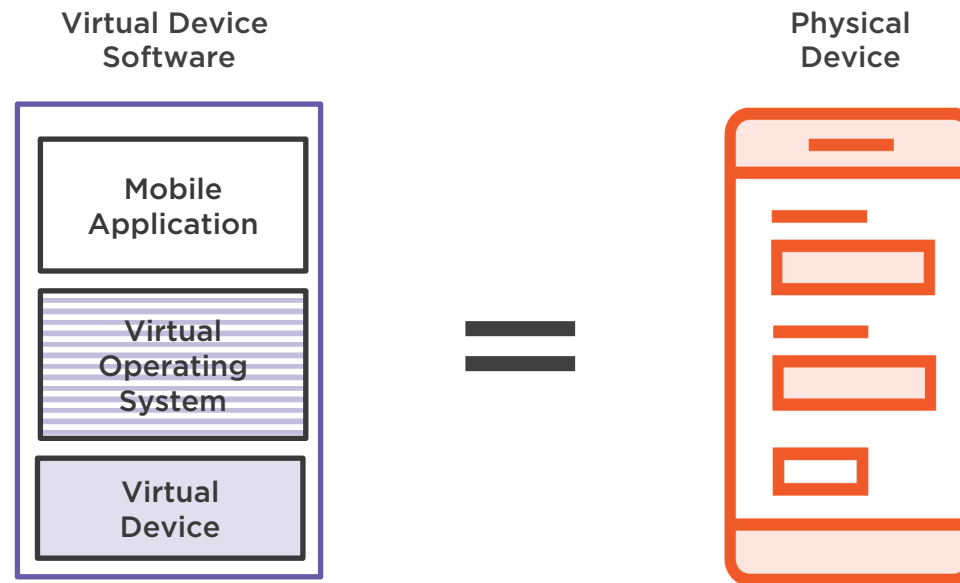 Virtual Device
Software
Physical
Device
Mobile
Application
Virtual
Operating
System
Virtual
Device